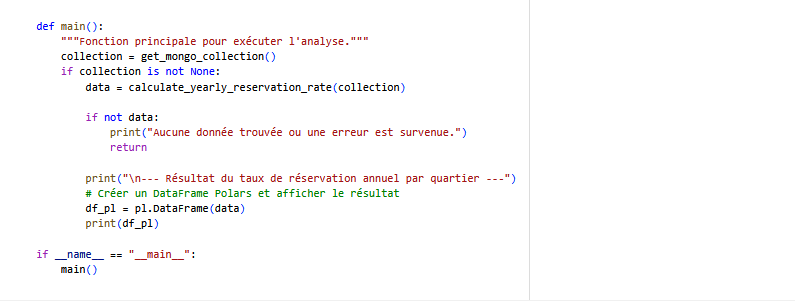 def main():
    """Fonction principale pour exécuter l'analyse."""
    collection = get_mongo_collection()
    if collection is not None:
        data = calculate_yearly_reservation_rate(collection)

        if not data:
            print("Aucune donnée trouvée ou une erreur est survenue.")
            return

        print("\n--- Résultat du taux de réservation annuel par quartier ---")
        # Créer un DataFrame Polars et afficher le résultat
        df_pl = pl.DataFrame(data)
        print(df_pl)

if __name__ == "__main__":
    main()